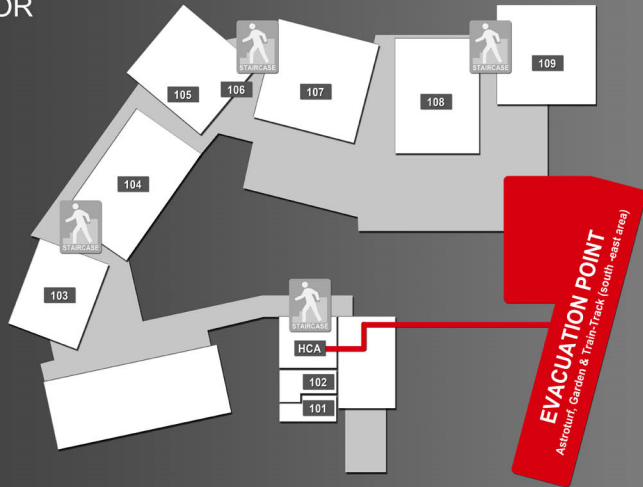 OR
STAIRCASE
STAIRCASE
109
105
106
107
108
104
STAIRCASE
103
STAIRCASE
HCA
102
101
EVACUATION POINT
Astroturf, Garden & Train-Track (south -east area)